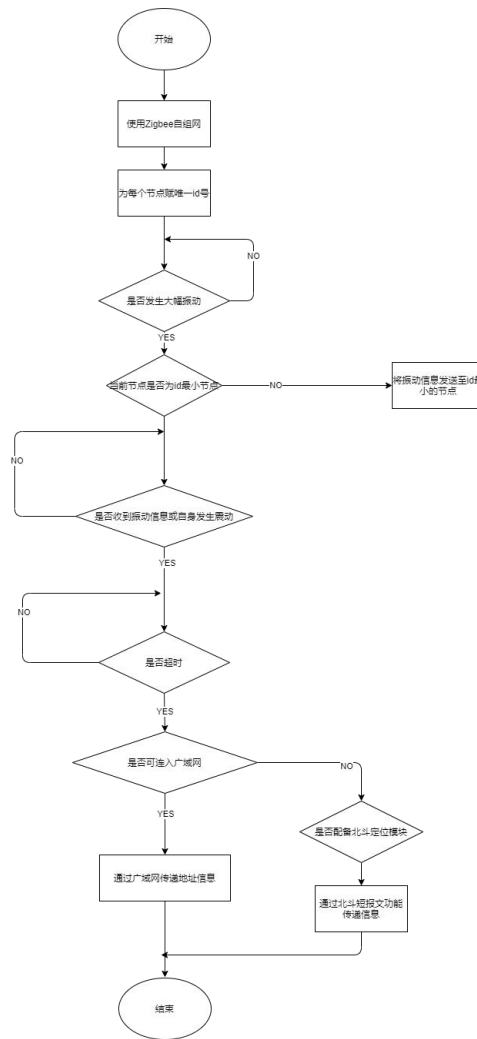 开始
使用Zigbee自组网
为每个节点赋唯一id号
NO
是否发生大幅振动
YES
当前节点是否为id最小节点
NO
将振动信息发送至id最
小的节点
NO
是否收到振动信息或自身发生震动
YES
NO
是否超时
YES
是否可连入广域网
NO
YES
是否配备北斗定位模块
通过广域网传递地址信息
通过北斗短报文功能
传递信息
结束